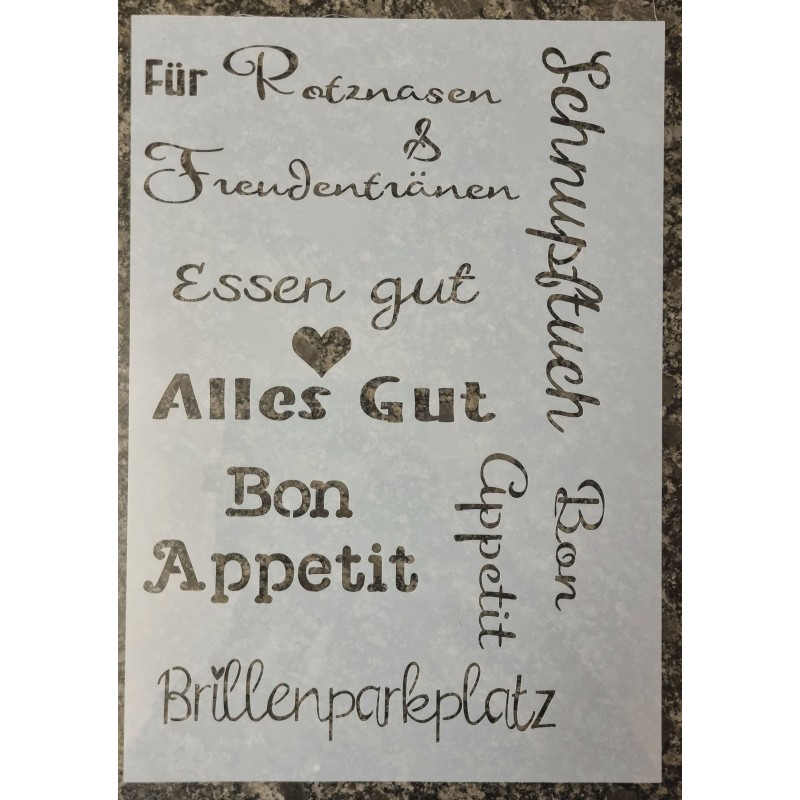 Für Rotznasen
&
Freudentränen
Essen gut
Alles Gut
Bon
Appetit
Brillenparkplatz
Schnupftuch
Bon
Appetit